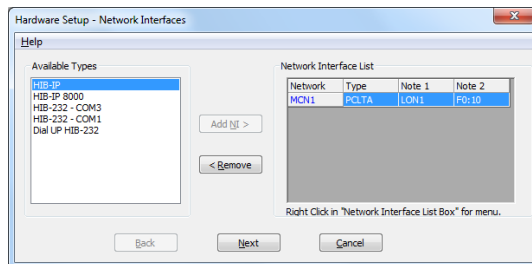 Hardware Setup - Network Interfaces
Help
Available Types
HIB-IP
HIB-IP 8000
HIB-232 - COM3
HIB-232 - COM1
Dial UP HIB-232
Add NI >
< Remove
Network Interface List
Network Type Note 1 Note 2
MCN1 PCLTA LON1 F0:10
Right Click in "Network Interface List Box" for menu.
Back Next Cancel